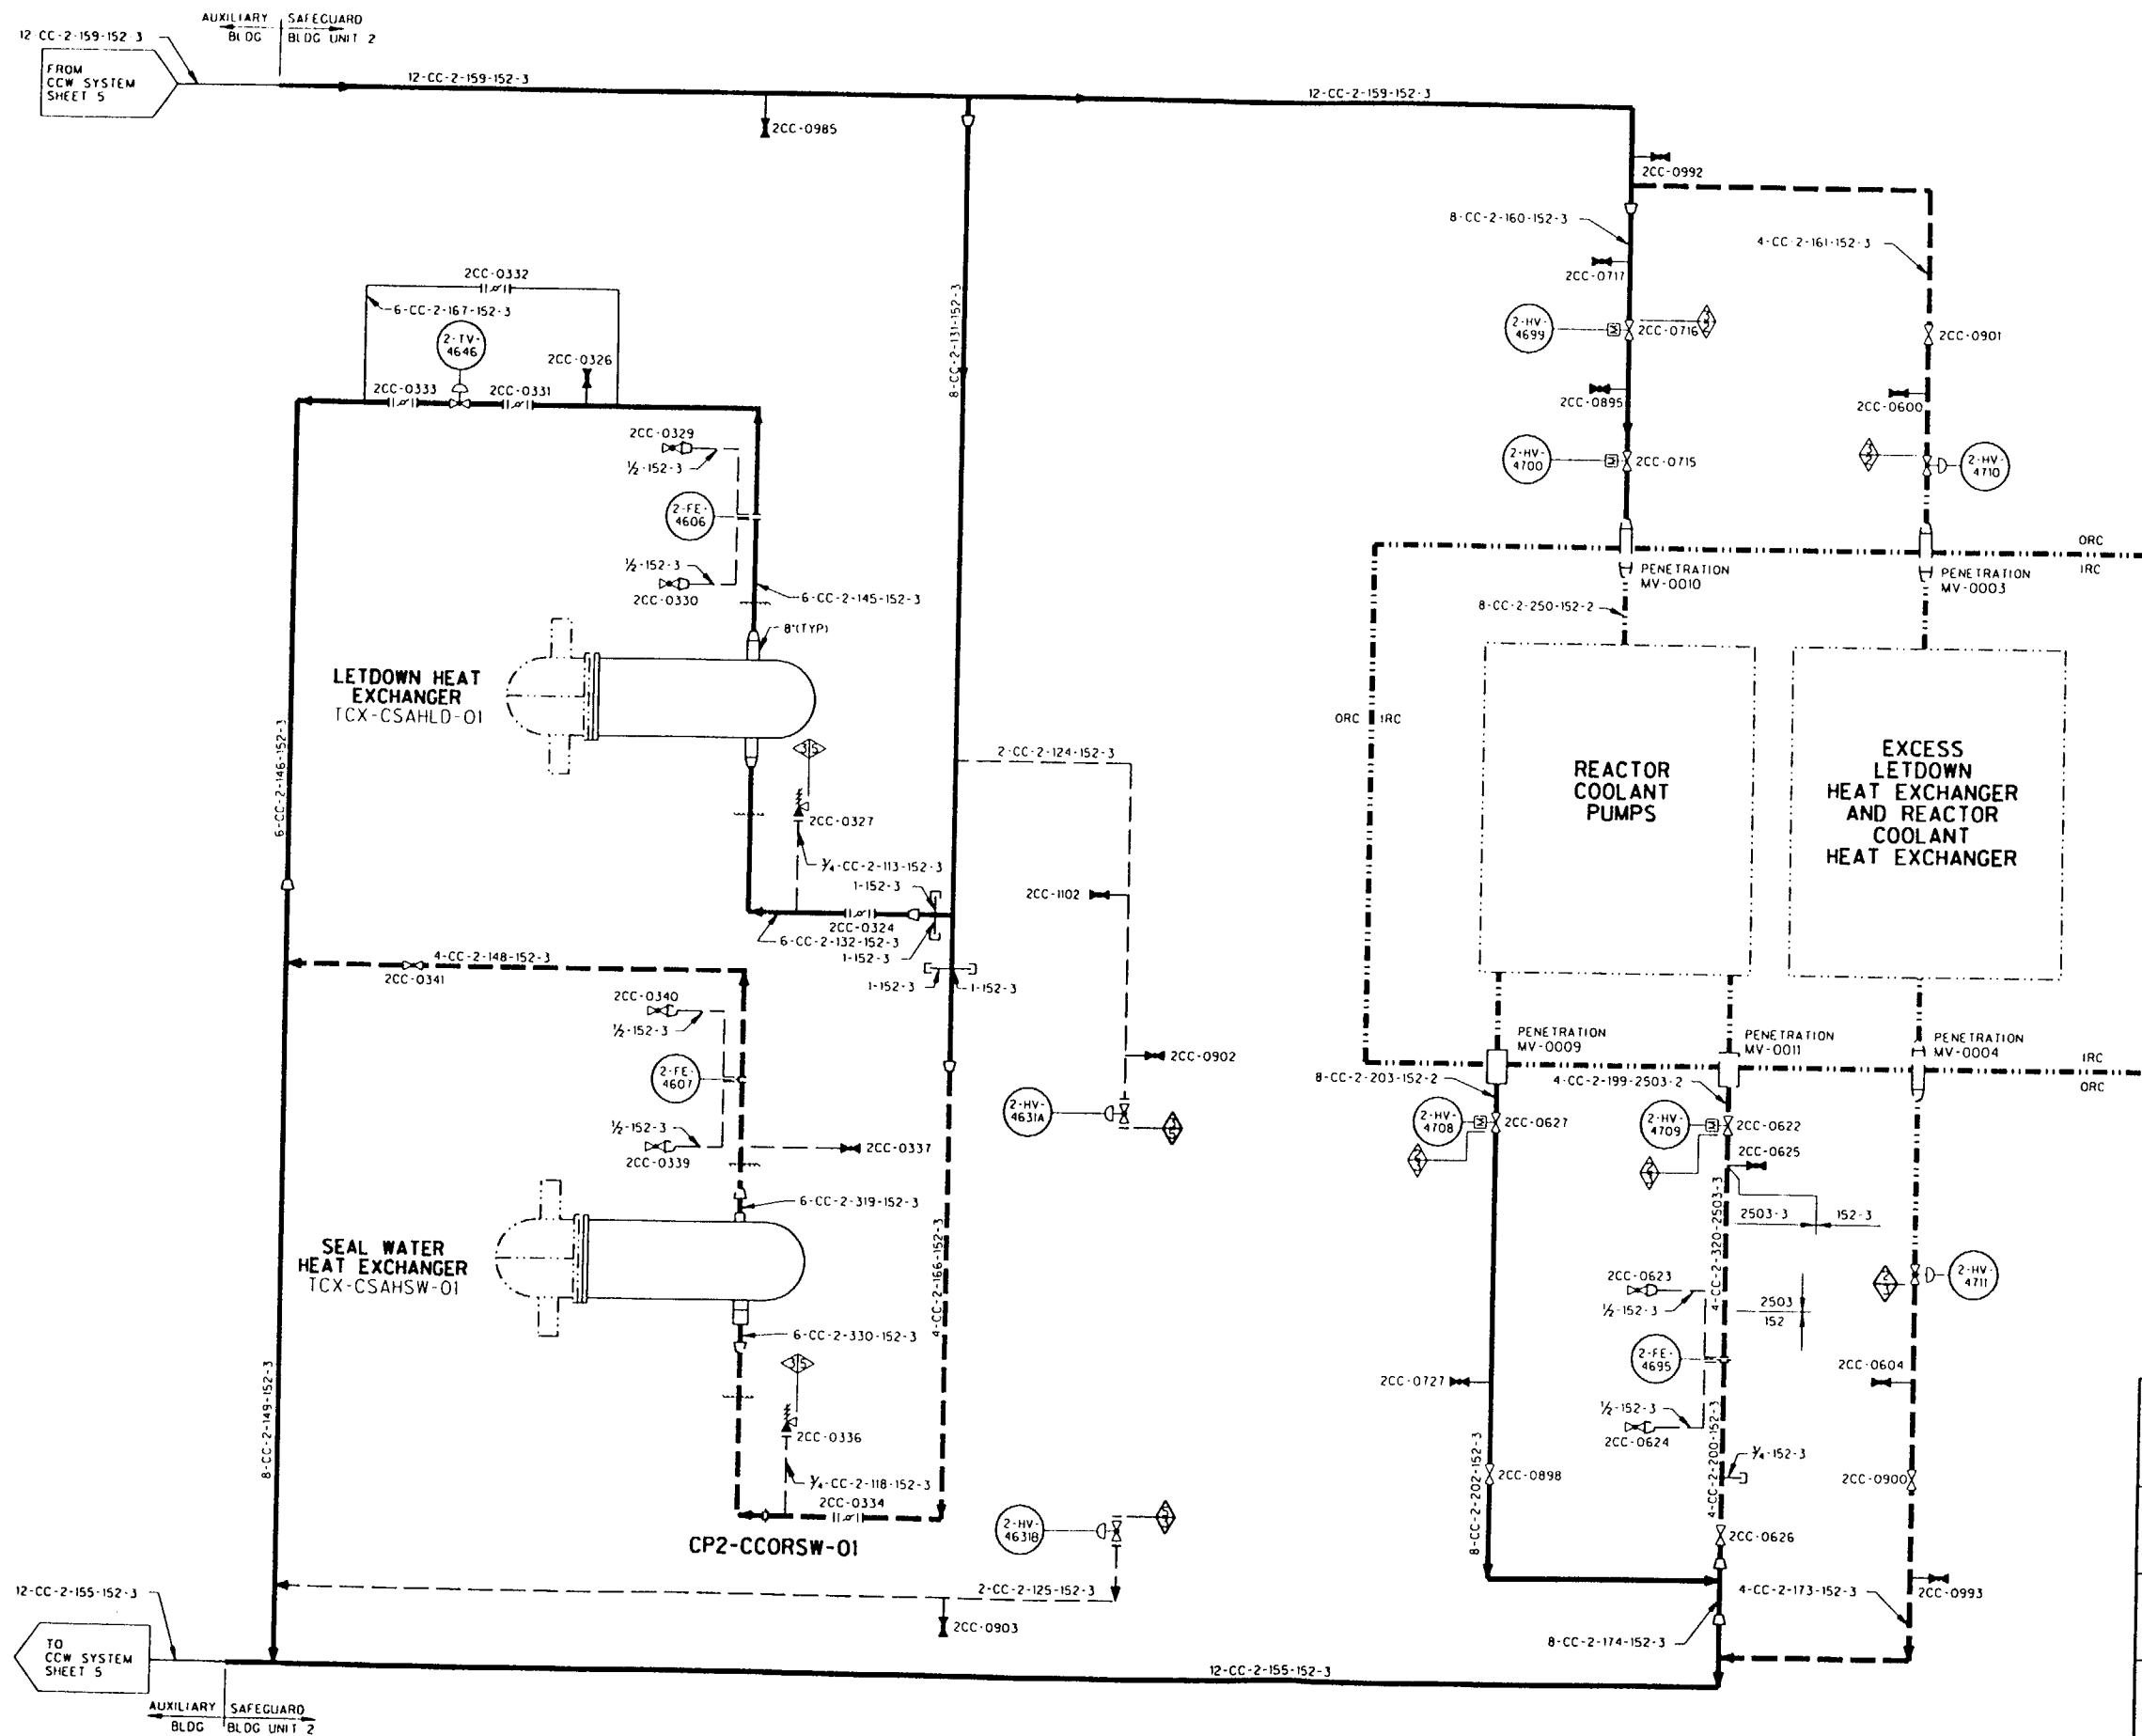 AUXILIARY SAFEGUARD
BLDG BLDG UNIT 2
12-CC-2-159-152-3
FROM
CCW SYSTEM
SHEET 5
12-CC-2-159-152-3
12-CC-2-159-152-3
2CC-0985
2CC-0992
8-CC-2-160-152-3
4-CC-2-161-152-3
2CC-0717
2CC-0332
6-CC-2-167-152-3
8-CC-2-131-152-3
2-HV-
4699
2CC-0716
2CC-0901
2-TV-
4646
2CC-0326
2CC-0333
2CC-0331
2CC-0895
2CC-0600
2CC-0329
½-152-3
2-HV-
4700
2CC-0715
2-HV-
4710
2-FE-
4606
½-152-3
2CC-0330
6-CC-2-145-152-3
8"(TYP)
ORC
IRC
PENETRATION
MV-0010
PENETRATION
MV-0003
8-CC-2-250-152-2
LETDOWN HEAT
EXCHANGER
TCX-CSAHLD-01
6-CC-2-146-152-3
3 5
2CC-0327
¾-CC-2-113-152-3
1-152-3
2CC-0324
6-CC-2-132-152-3
1-152-3
2-CC-2-124-152-3
2CC-1102
ORC IRC
REACTOR
COOLANT
PUMPS
EXCESS
LETDOWN
HEAT EXCHANGER
AND REACTOR
COOLANT
HEAT EXCHANGER
4-CC-2-148-152-3
2CC-0341
1-152-3
1-152-3
2CC-0340
½-152-3
2-FE-
4607
½-152-3
2CC-0339
2CC-0337
2CC-0902
2-HV-
4631A
PENETRATION
MV-0009
PENETRATION
MV-0011
PENETRATION
MV-0004
IRC
ORC
8-CC-2-203-152-2
4-CC-2-199-2503-2
2-HV-
4708
2CC-0627
2-HV-
4709
2CC-0622
2CC-0625
6-CC-2-319-152-3
SEAL WATER
HEAT EXCHANGER
TCX-CSAHSW-01
4-CC-2-166-152-3
4-CC-2-320-2503-3
2503-3 152-3
2CC-0623
½-152-3
2503
152
2-HV-
4711
6-CC-2-330-152-3
3 5
2-FE-
4695
2CC-0604
2CC-0727
½-152-3
2CC-0624
8-CC-2-149-152-3
2CC-0336
¾-CC-2-118-152-3
2CC-0334
CP2-CCORSW-01
8-CC-2-202-152-3
2CC-0898
4-CC-2-200-152-3
¾-152-3
2CC-0900
2-HV-
4631B
2CC-0626
2-CC-2-125-152-3
2CC-0903
12-CC-2-155-152-3
4-CC-2-173-152-3
2CC-0993
8-CC-2-174-152-3
TO
CCW SYSTEM
SHEET 5
12-CC-2-155-152-3
AUXILIARY SAFEGUARD
BLDG BLDG UNIT 2